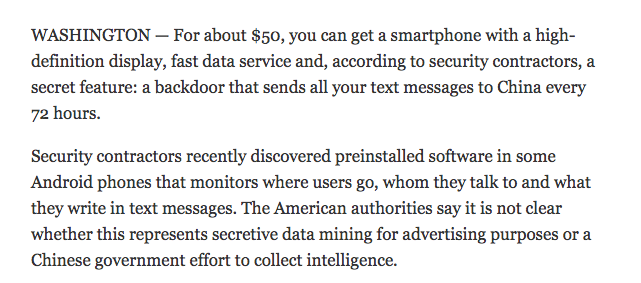 WASHINGTON — For about $50, you can get a smartphone with a high-
definition display, fast data service and, according to security contractors, a
secret feature: a backdoor that sends all your text messages to China every
72 hours.
Security contractors recently discovered preinstalled software in some
Android phones that monitors where users go, whom they talk to and what
they write in text messages. The American authorities say it is not clear
whether this represents secretive data mining for advertising purposes or a
Chinese government effort to collect intelligence.